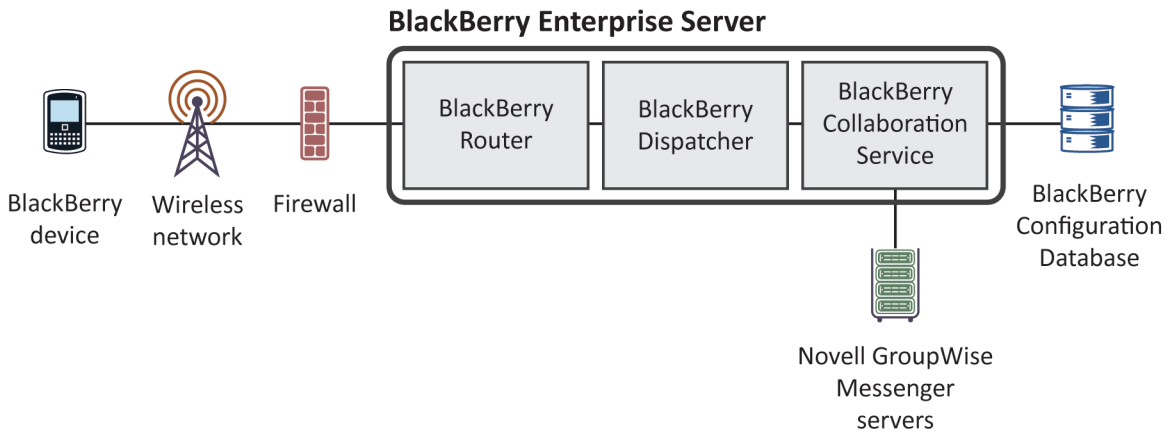 BlackBerry Enterprise Server
BlackBerry
Router
BlackBerry
Dispatcher
BlackBerry
Collaboration
Service
BlackBerry
device
Wireless
network
Firewall
BlackBerry
Configuration
Database
Novell GroupWise
Messenger
servers